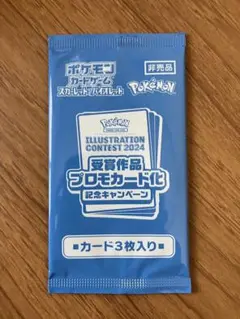 ポケモン
カードゲーム
スカーレット&バイオレット
非売品
POKÉMON
POKÉMON
ILLUSTRATION
CONTEST 2024
受賞作品
プロモカード化
記念キャンペーン
■カード3枚入り■